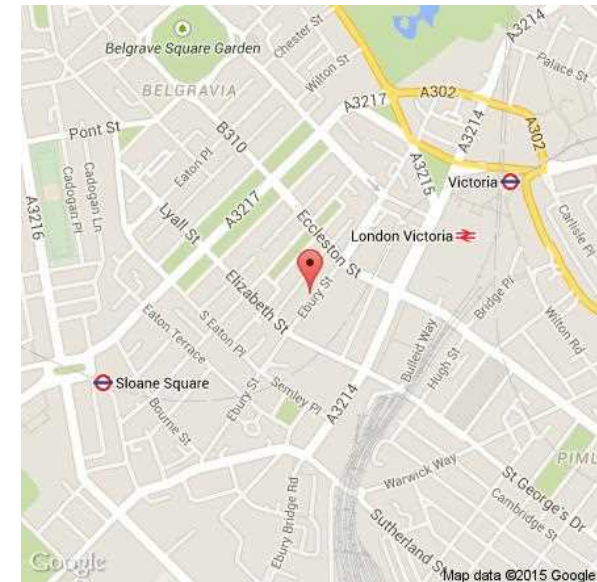 A3214
Chester St
Belgrave Square Garden
Palace St
Wilton St
BELGRAVIA
A302
A3217
A3214
A302
Pont St
B310
Eaton Pl
A3215
Cadogan Pl
Cadogan Ln
Victoria
A3216
Lyall St
A3217
Eccleston St
Carlisle Pl
London Victoria
Ebury St
Bridge Pl
Elizabeth St
Wilton Rd
Eaton Terrace
S Eaton Pl
Bulleid Way
Hugh St
Sloane Square
Ebury St
Semley Pl
A3214
Bourne St
PIML
Warwick Way
St George's Dr
Cambridge St
Ebury Bridge Rd
Sutherland St
Google
Map data ©2015 Google